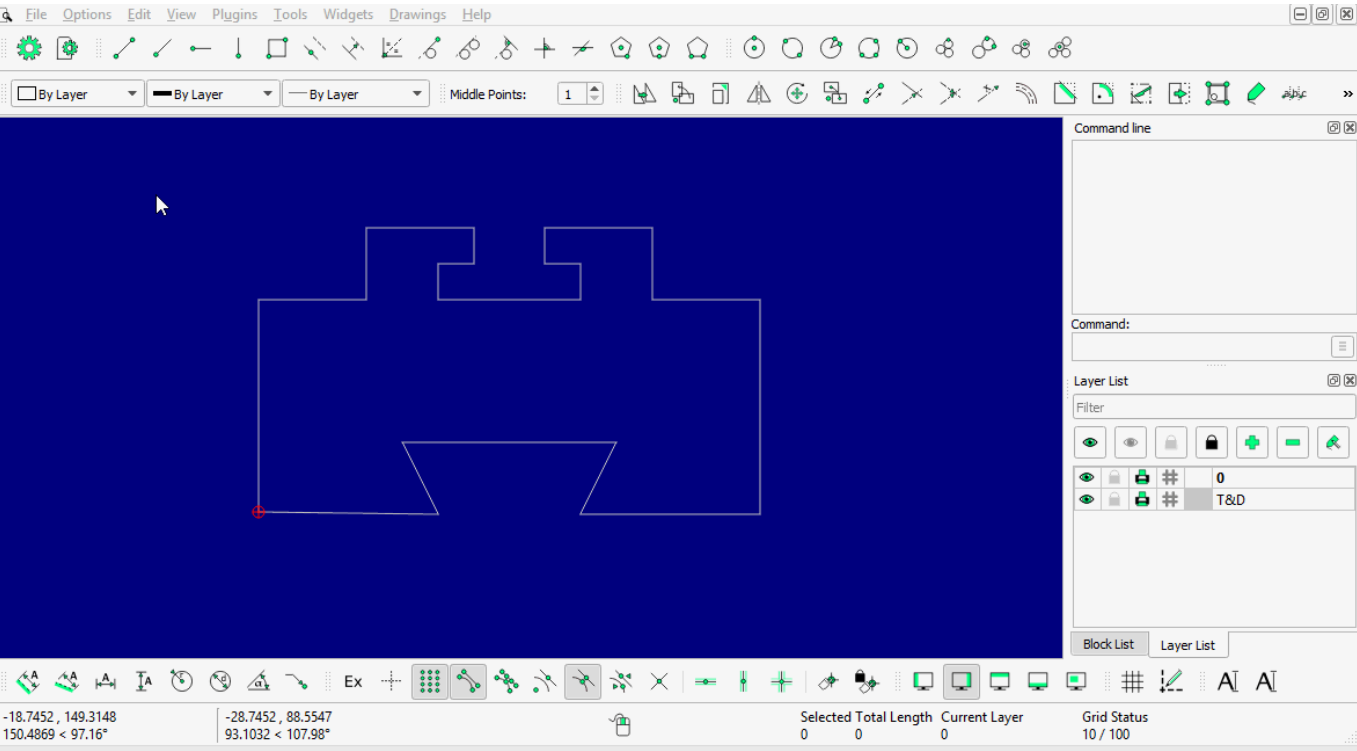 File Options Edit View Plugins Tools Widgets Drawings Help
By Layer By Layer By Layer Middle Points: 1 abc »
Command line
Command:
Layer List
Filter
0
T&D
Block List Layer List
Ex
-18.7452 , 149.3148 -28.7452 , 88.5547 Selected Total Length Current Layer Grid Status
150.4869 < 97.16° 93.1032 < 107.98° 0 0 0 10 / 100